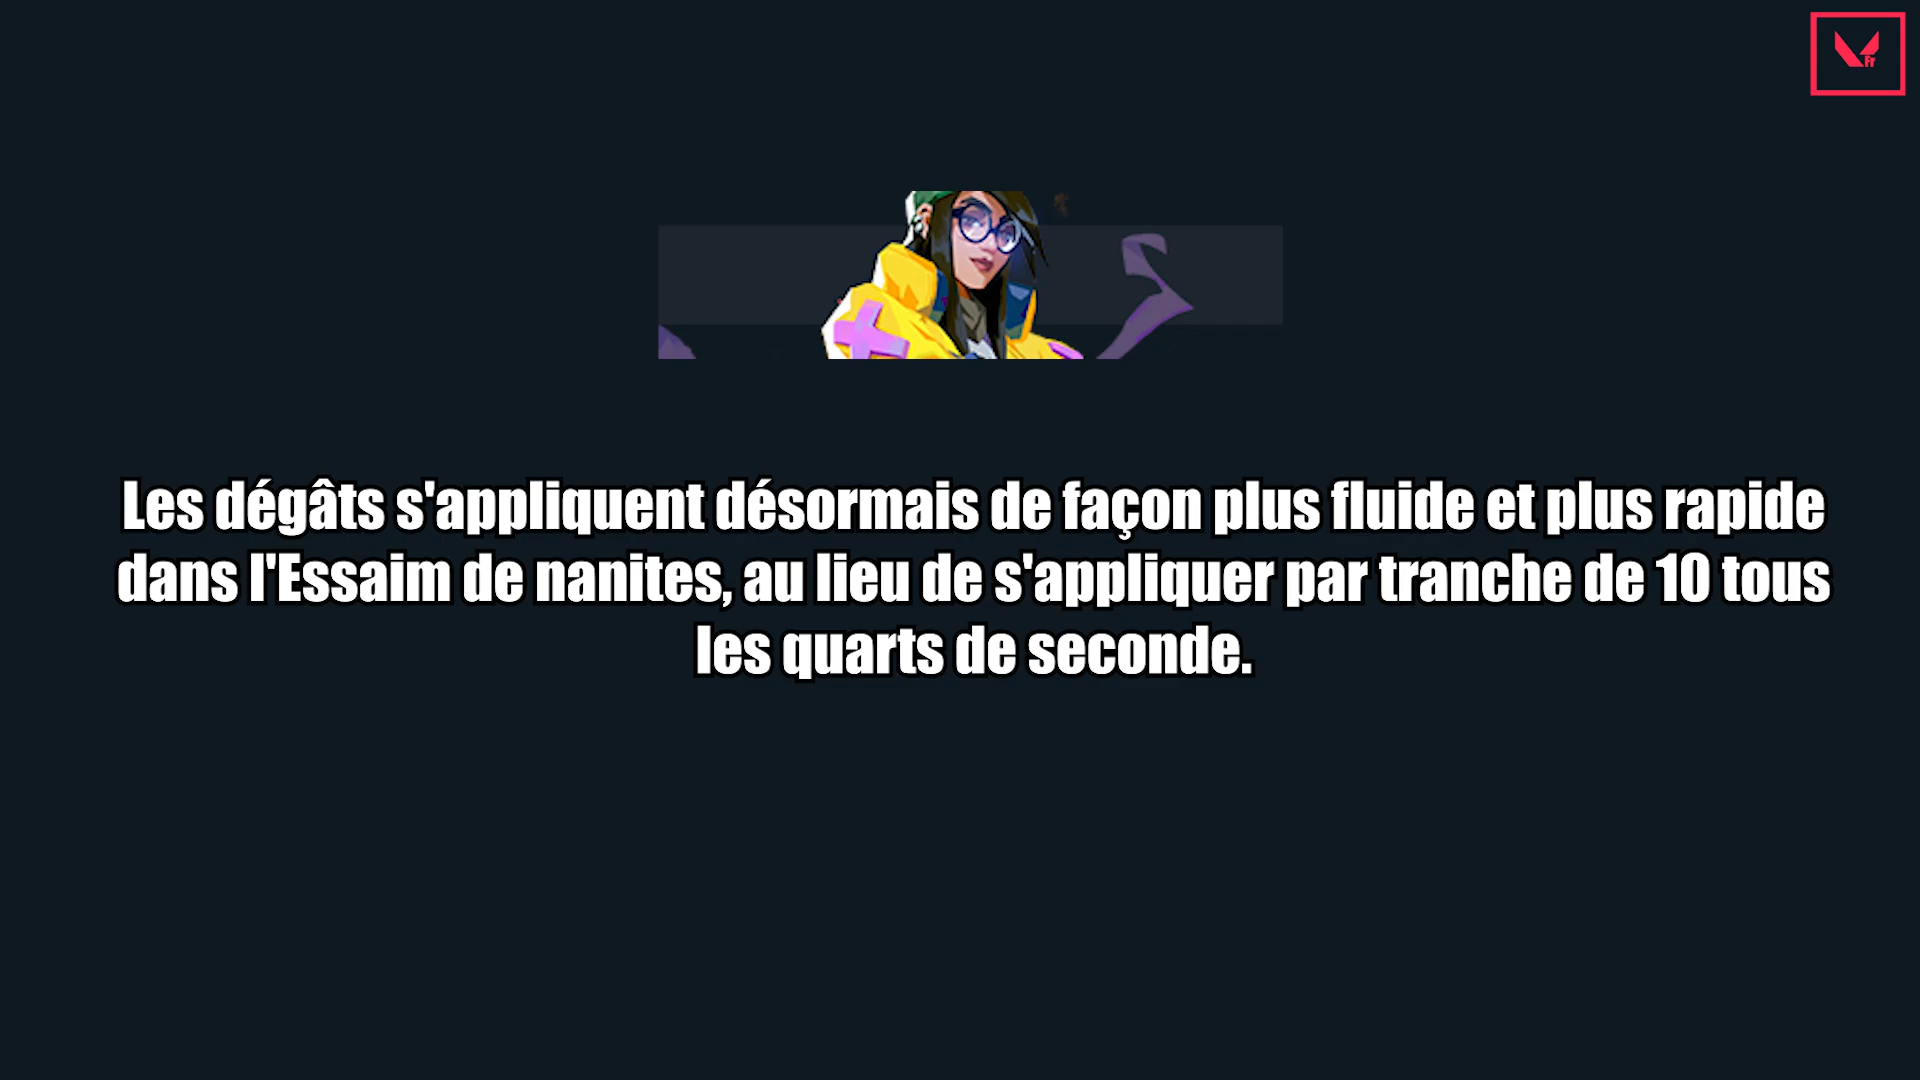 Fr
Les dégâts s'appliquent désormais de façon plus fluide et plus rapide
dans l'Essaim de nanites, au lieu de s'appliquer par tranche de 10 tous
les quarts de seconde.